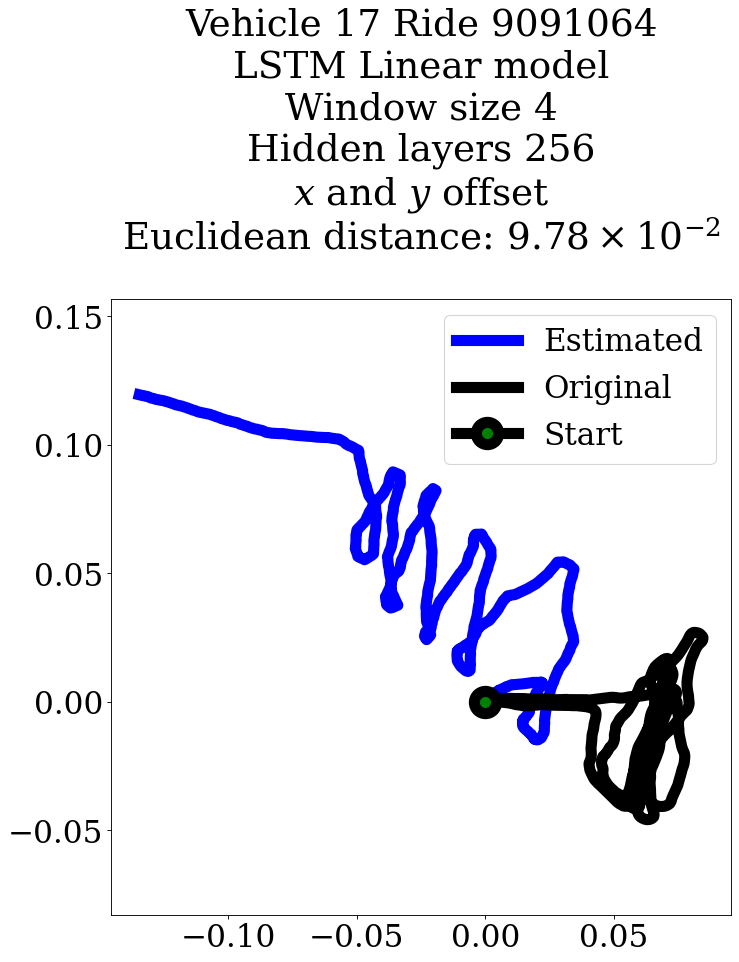 Vehicle 17 Ride 9091064
LSTM Linear model
Window size 4
Hidden layers 256
x and y offset
Euclidean distance: 9.78 × 10⁻²
0.15
0.10
0.05
0.00
−0.05
Estimated
Original
Start
−0.10
−0.05
0.00
0.05